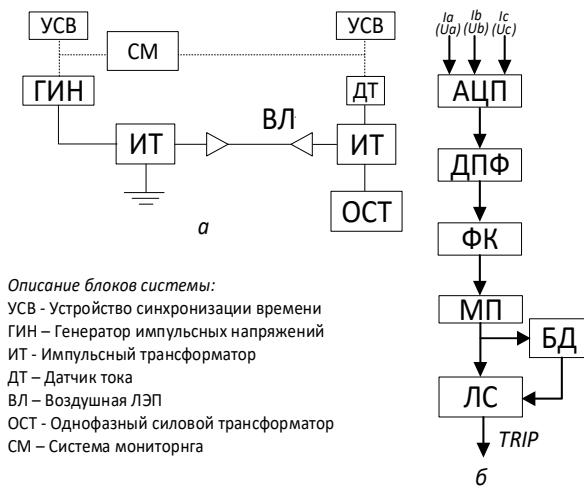 УСВ
УСВ
СМ
ГИН
ДТ
ВЛ
ИТ
ИТ
ОСТ
а
Описание блоков системы:
УСВ - Устройство синхронизации времени
ГИН – Генератор импульсных напряжений
ИТ - Импульсный трансформатор
ДТ – Датчик тока
ВЛ – Воздушная ЛЭП
ОСТ - Однофазный силовой трансформатор
СМ – Система мониторнга
Ia Ib Ic
(Ua) (Ub) (Uc)
АЦП
ДПФ
ФК
МП
БД
ЛС
TRIP
б